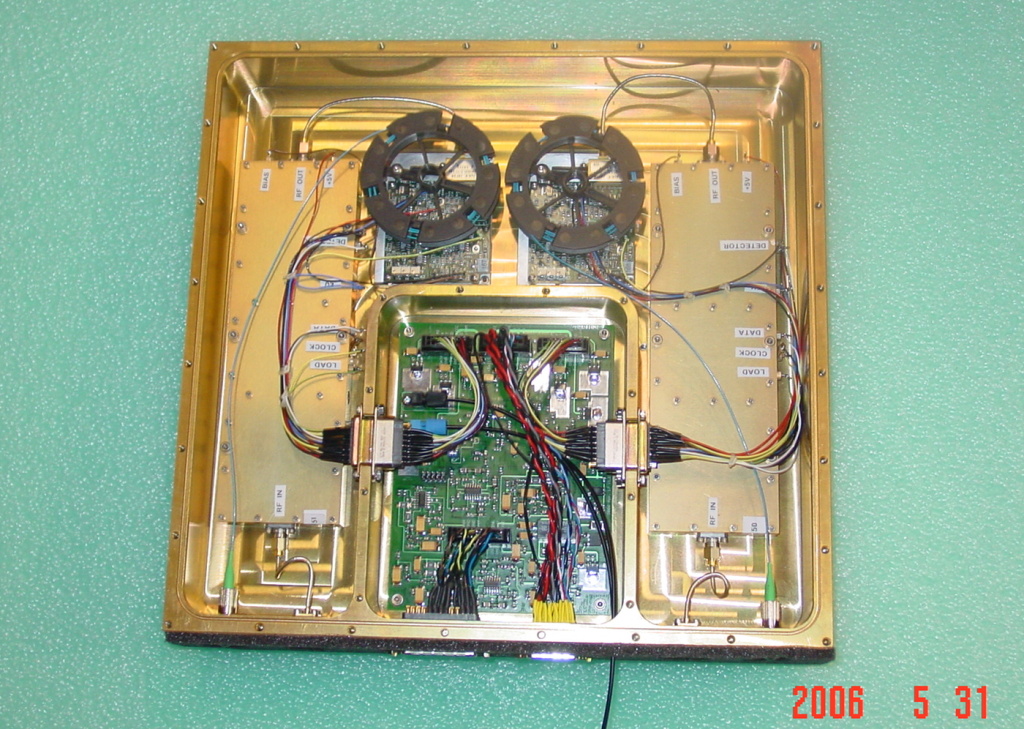 BIAS
RF OUT
+5V
DATA
CLOCK
LOAD
RF IN
51
BIAS
RF OUT
+5V
DETECTOR
DATA
CLOCK
LOAD
RF IN
50
2006 5 31